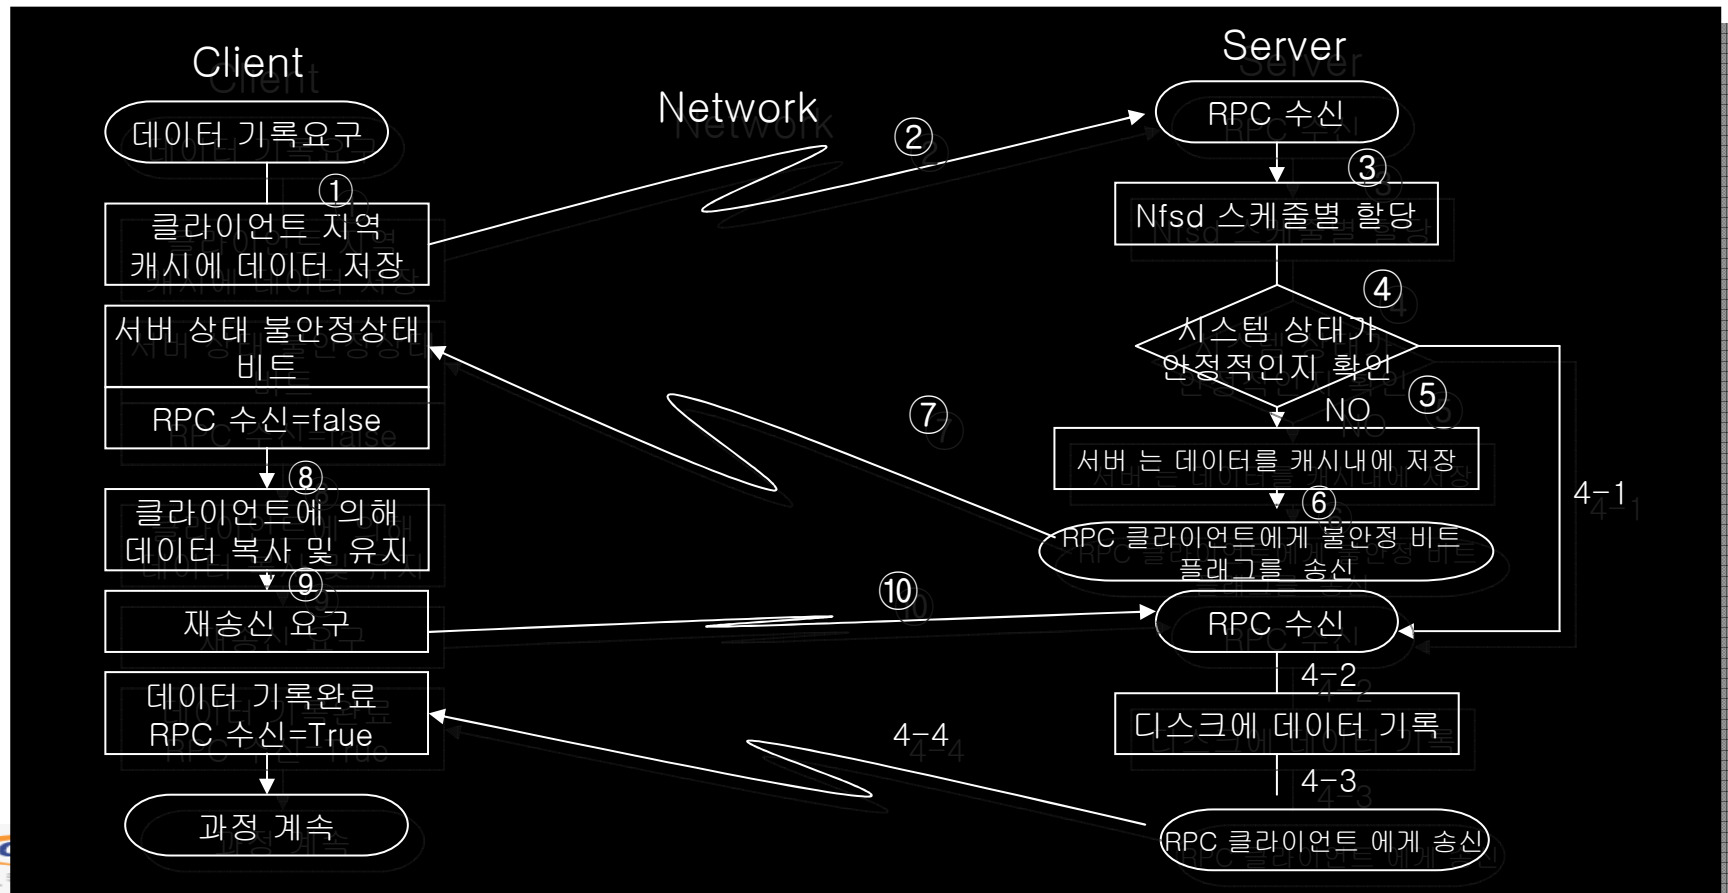 Client
Network
Server
데이터 기록요구
①
클라이언트 지역
캐시에 데이터 저장
②
RPC 수신
③
Nfsd 스케줄별 할당
④
시스템 상태가
안정적인지 확인
NO
⑤
4-1
서버 는 데이터를 캐시내에 저장
⑥
RPC 클라이언트에게 불안정 비트
플래그를 송신
⑦
서버 상태 불안정상태
비트
RPC 수신=false
⑧
클라이언트에 의해
데이터 복사 및 유지
⑨
재송신 요구
⑩
RPC 수신
4-2
디스크에 데이터 기록
4-3
RPC 클라이언트 에게 송신
4-4
데이터 기록완료
RPC 수신=True
과정 계속